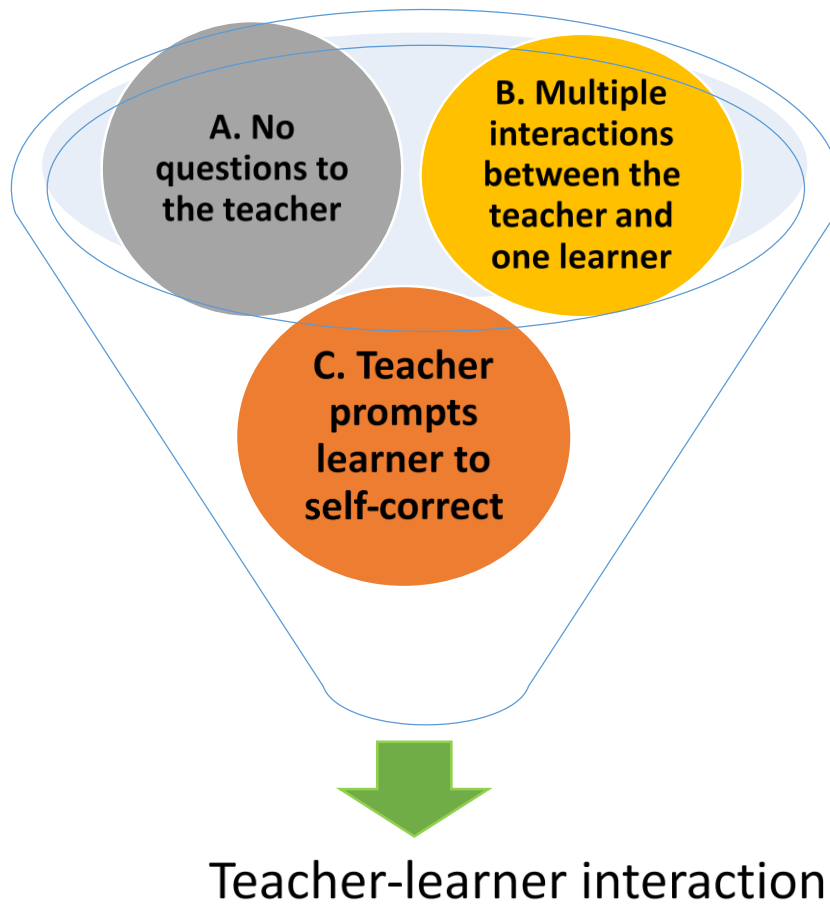 A. No
questions to
the teacher
B. Multiple
interactions
between the
teacher and
one learner
C. Teacher
prompts
learner to
self-correct
Teacher-learner interaction